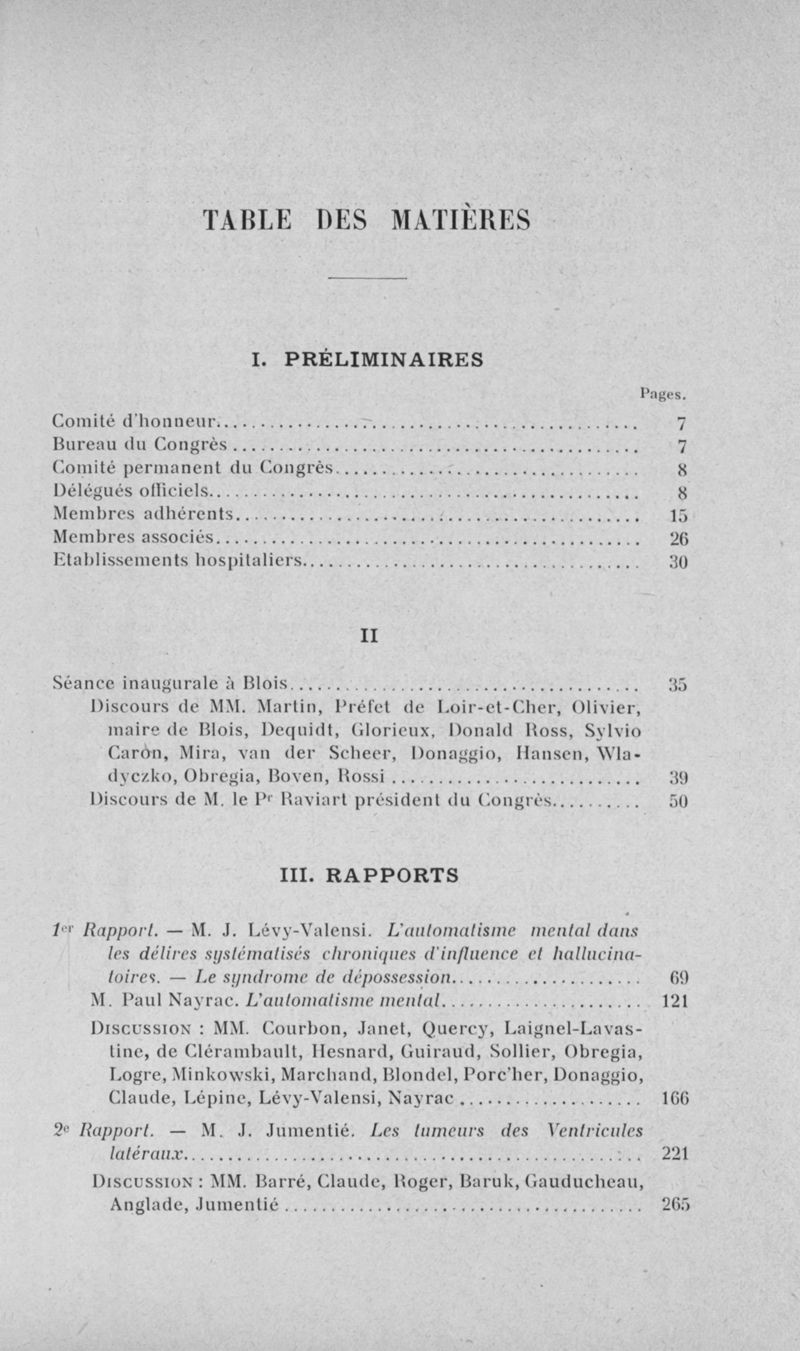 TABLE DES MATIÈRES
I. PRÉLIMINAIRES
Pages.
Comité d'honneur........................................ 7
Bureau du Congrès........................................ 7
Comité permanent du Congrès........................................ 8
Délégués officiels........................................ 8
Membres adhérents........................................ 15
Membres associés........................................ 26
Etablissements hospitaliers........................................ 30
II
Séance inaugurale à Blois........................................ 35
Discours de MM. Martin, Préfet de Loir-et-Cher, Olivier,
maire de Blois, Dequidt, Glorieux, Donald Ross, Sylvio
Caròn, Mira, van der Scheer, Donaggio, Hansen, Wla-
dyczko, Obregia, Boven, Rossi........................... 39
Discours de M. le Pr Raviart président du Congrès.......... 50
III. RAPPORTS
1er Rapport. — M. J. Lévy-Valensi. L'automatisme mental dans
les délires systématisés chroniques d'influence et hallucina-
toires. — Le syndrome de dépossession..................... 69
M. Paul Nayrac. L'automatisme mental...................... 121
DISCUSSION : MM. Courbon, Janet, Quercy, Laignel-Lavas-
tine, de Clérambault, Hesnard, Guiraud, Sollier, Obregia,
Logre, Minkowski, Marchand, Blondel, Porc'her, Donaggio,
Claude, Lépine, Lévy-Valensi, Nayrac.................... 166
2e Rapport. — M. J. Jumentié. Les tumeurs des Ventricules
latéraux........................................ 221
DISCUSSION : MM. Barré, Claude, Roger, Baruk, Gauducheau,
Anglade, Jumentié........................................ 265